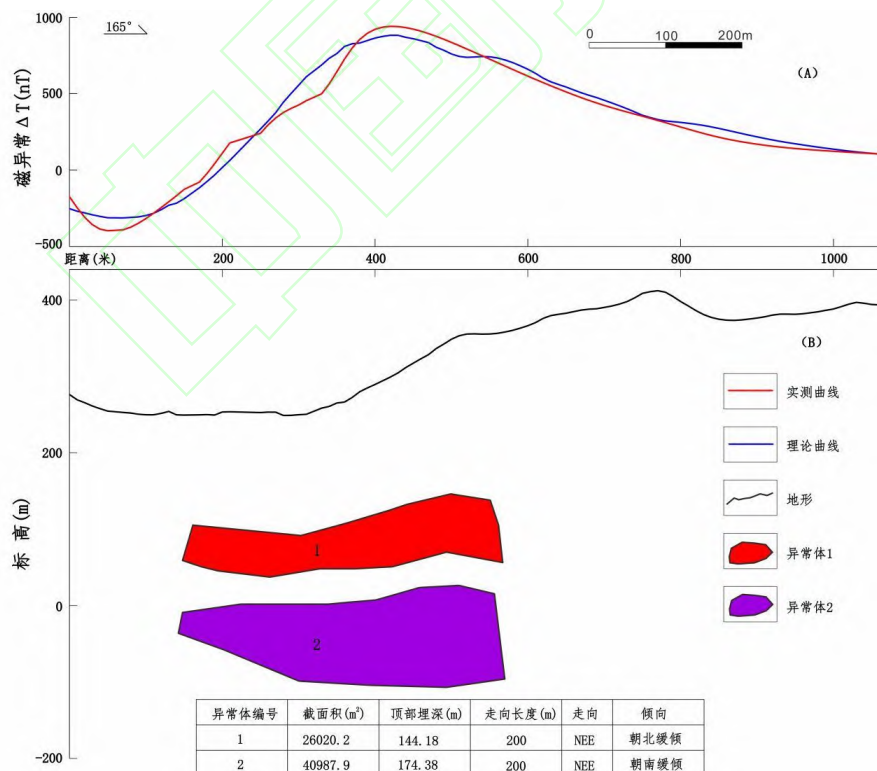 1000
500
0
-500
磁异常ΔT(nT)
165°
0 100 200m
(A)
距离(米) 200 400 600 800 1000
400
200
0
-200
标高(m)
(B)
实测曲线
理论曲线
地形
异常体1
异常体2
1
2
异常体编号 截面积(m²) 顶部埋深(m) 走向长度(m) 走向 倾向
1 26020.2 144.18 200 NEE 朝北缓倾
2 40987.9 174.38 200 NEE 朝南缓倾